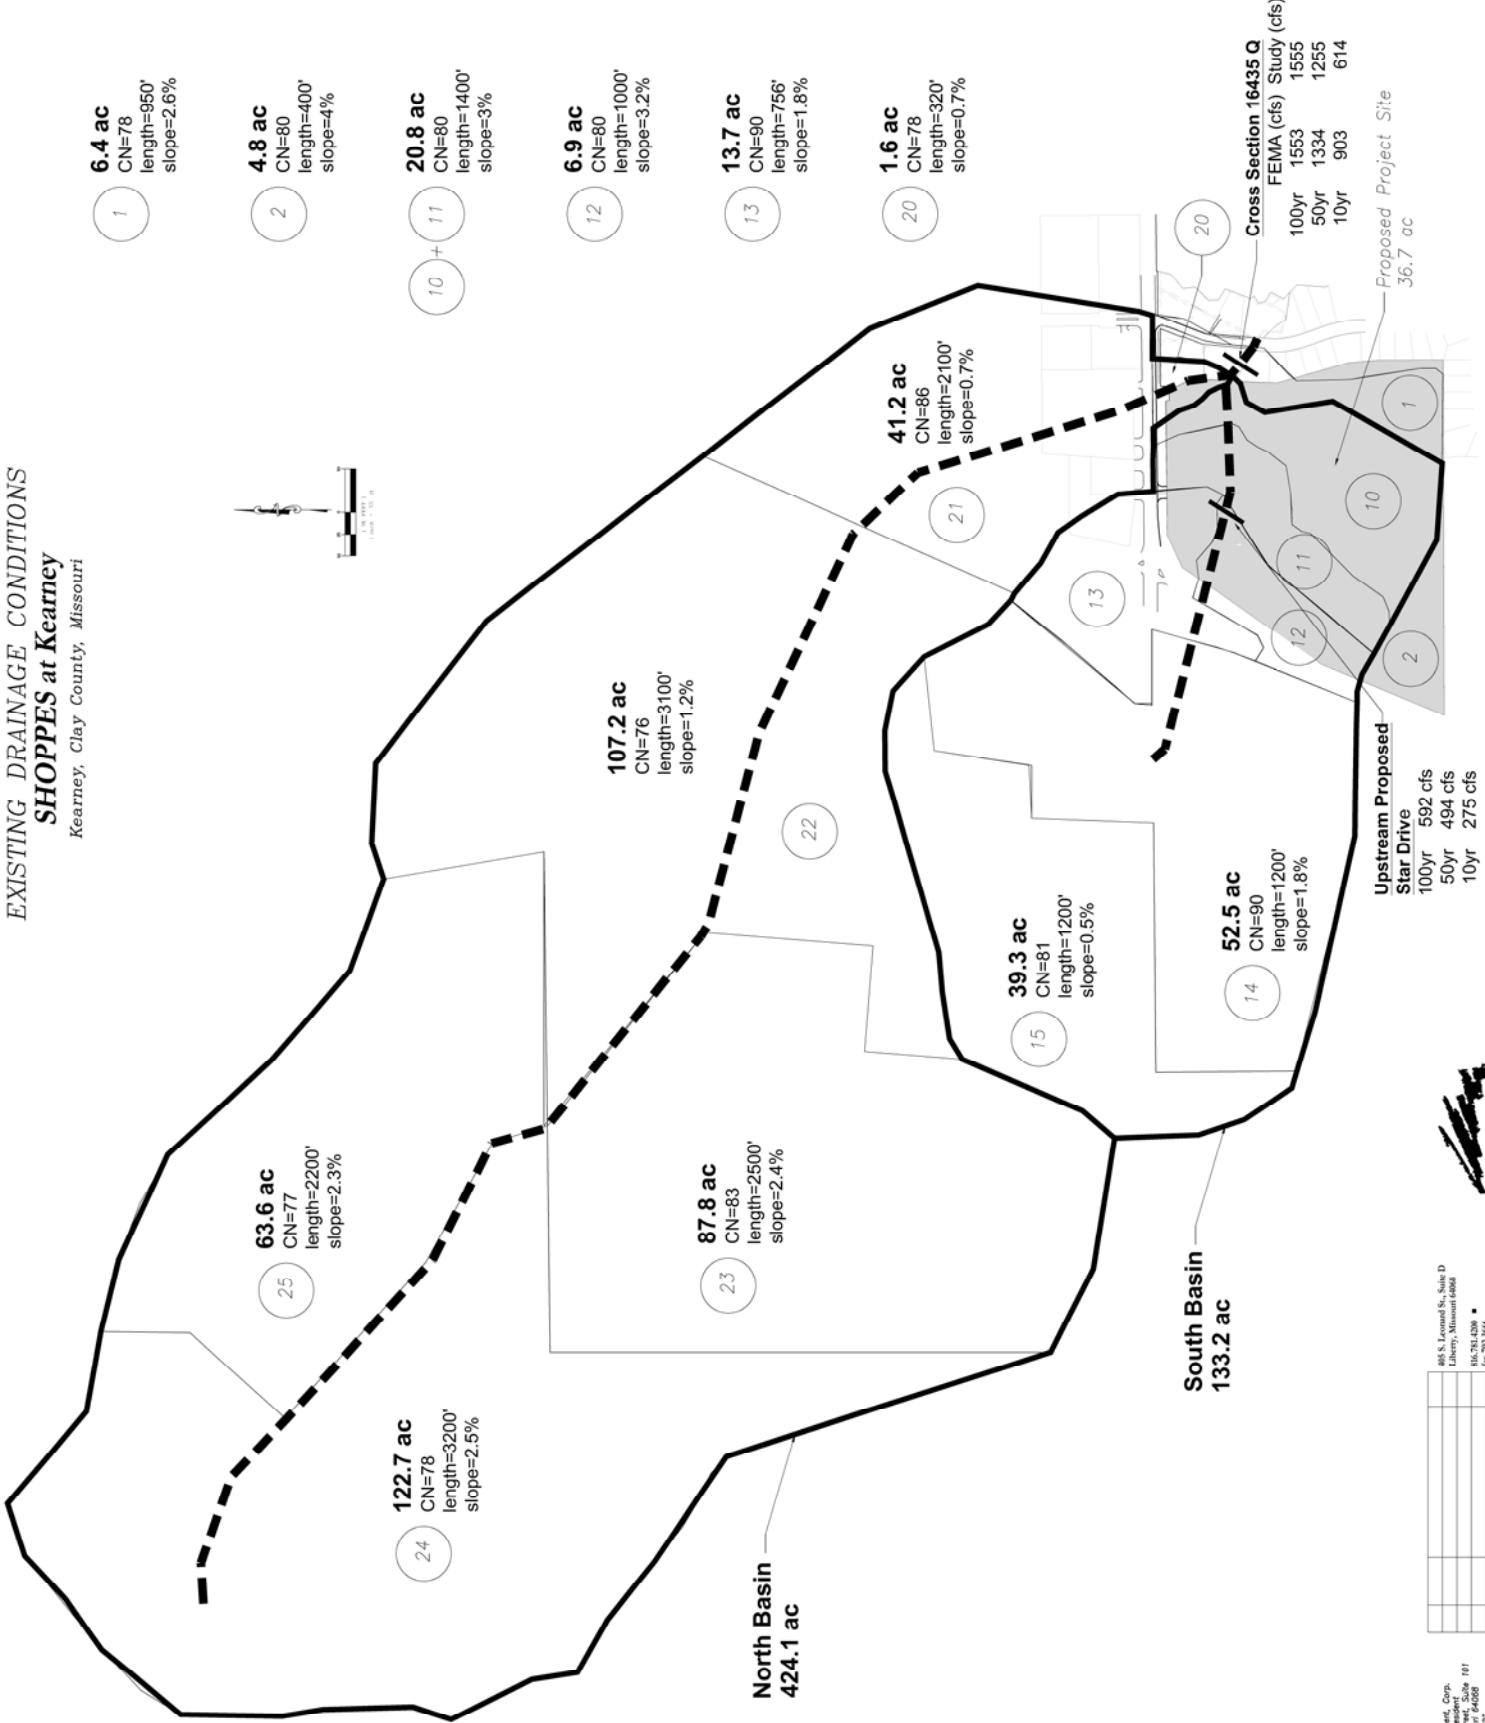 EXISTING DRAINAGE CONDITIONS
SHOPPES at Kearney
Kearney, Clay County, Missouri
1
6.4 ac
CN=78
length=950'
slope=2.6%
2
4.8 ac
CN=80
length=400'
slope=4%
10 + 11
20.8 ac
CN=80
length=1400'
slope=3%
12
6.9 ac
CN=80
length=1000'
slope=3.2%
13
13.7 ac
CN=90
length=756'
slope=1.8%
20
1.6 ac
CN=78
length=320'
slope=0.7%
25
63.6 ac
CN=77
length=2200'
slope=2.3%
24
122.7 ac
CN=78
length=3200'
slope=2.5%
107.2 ac
CN=76
length=3100'
slope=1.2%
22
23
87.8 ac
CN=83
length=2500'
slope=2.4%
41.2 ac
CN=86
length=2100'
slope=0.7%
21
13
15
39.3 ac
CN=81
length=1200'
slope=0.5%
14
52.5 ac
CN=90
length=1200'
slope=1.8%
20
1
10
11
12
2
Cross Section 16435 Q
FEMA (cfs) Study (cfs)
100yr 1553 1555
50yr 1334 1255
10yr 903 614
Proposed Project Site
36.7 ac
Upstream Proposed
Star Drive
100yr 592 cfs
50yr 494 cfs
10yr 275 cfs
North Basin
424.1 ac
South Basin
133.2 ac
405 S. Leonard St., Suite D
Liberty, Missouri 64068
816.781.4200
Corp.
Suite 101
64068